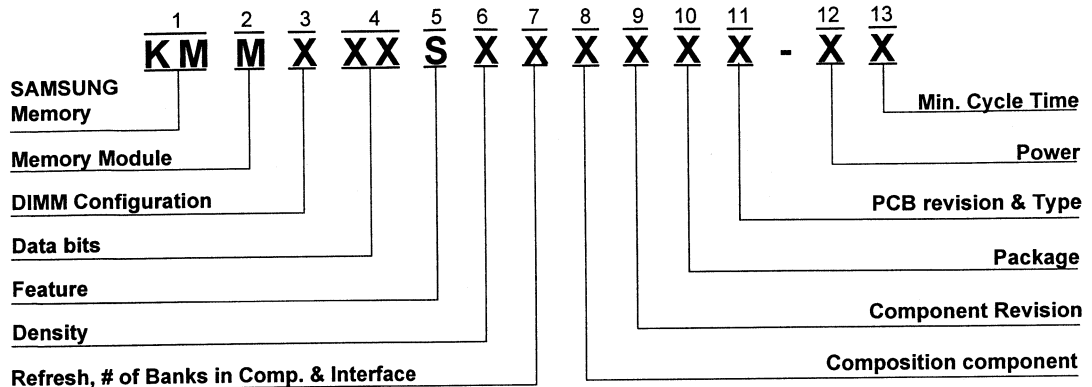 1 2 3 4 5 6 7 8 9 10 11 12 13
KM M X XX S X X X X X X - X X
SAMSUNG
Memory
Memory Module
DIMM Configuration
Data bits
Feature
Density
Refresh, # of Banks in Comp. & Interface
Min. Cycle Time
Power
PCB revision & Type
Package
Component Revision
Composition component